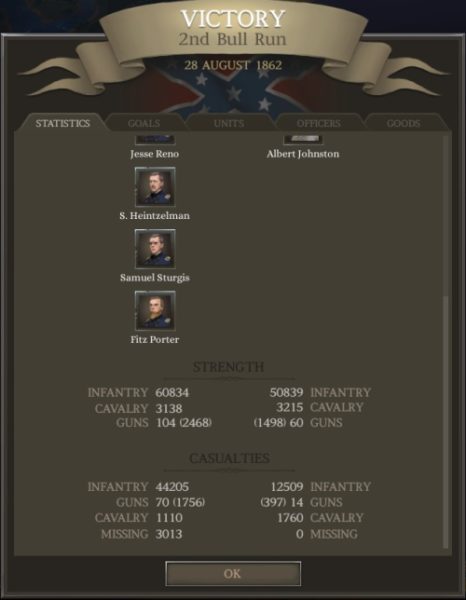 VICTORY
2nd Bull Run
28 AUGUST 1862
STATISTICS GOALS UNITS OFFICERS GOODS
Jesse Reno Albert Johnston
S. Heintzelman
Samuel Sturgis
Fitz Porter
STRENGTH
INFANTRY 60834 50839 INFANTRY
CAVALRY 3138 3215 CAVALRY
GUNS 104 (2468) (1498) 60 GUNS
CASUALTIES
INFANTRY 44205 12509 INFANTRY
GUNS 70 (1756) (397) 14 GUNS
CAVALRY 1110 1760 CAVALRY
MISSING 3013 0 MISSING
OK